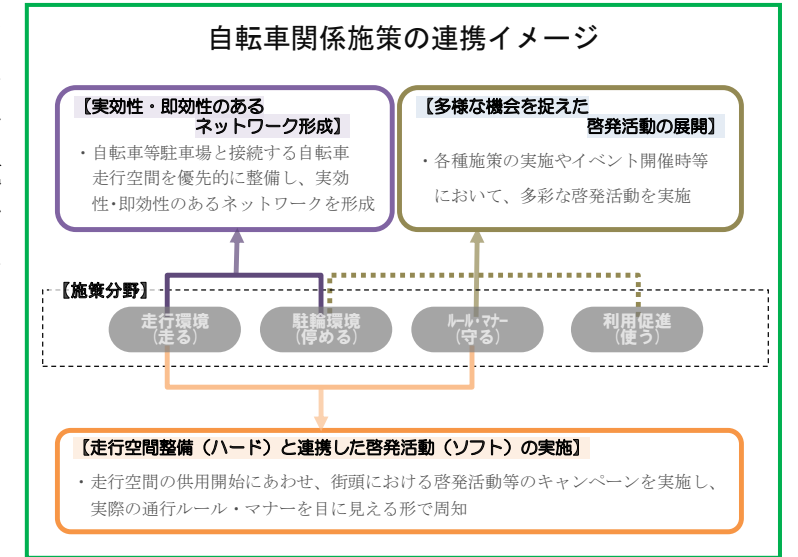 自転車関係施策の連携イメージ
【実効性・即効性のある
ネットワーク形成】
・自転車等駐車場と接続する自転車
走行空間を優先的に整備し、実効
性・即効性のあるネットワークを形成
【多様な機会を捉えた
啓発活動の展開】
・各種施策の実施やイベント開催時等
において、多彩な啓発活動を実施
【施策分野】
走行環境
(走る)
駐輪環境
(停める)
ルール・マナー
(守る)
利用促進
(使う)
【走行空間整備（ハード）と連携した啓発活動（ソフト）の実施】
・走行空間の供用開始にあわせ、街頭における啓発活動等のキャンペーンを実施し、
実際の通行ルール・マナーを目に見える形で周知